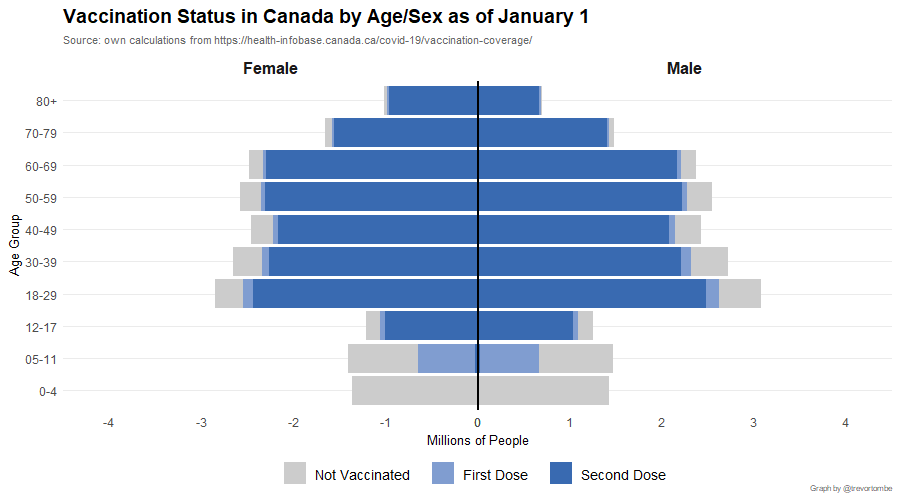 Vaccination Status in Canada by Age/Sex as of January 1
Source: own calculations from https://health-infobase.canada.ca/covid-19/vaccination-coverage/
Female Male
80+
70-79
60-69
50-59
40-49
30-39
18-29
12-17
05-11
0-4
Age Group
-4 -3 -2 -1 0 1 2 3 4
Millions of People
Not Vaccinated First Dose Second Dose
Graph by @trevortombe